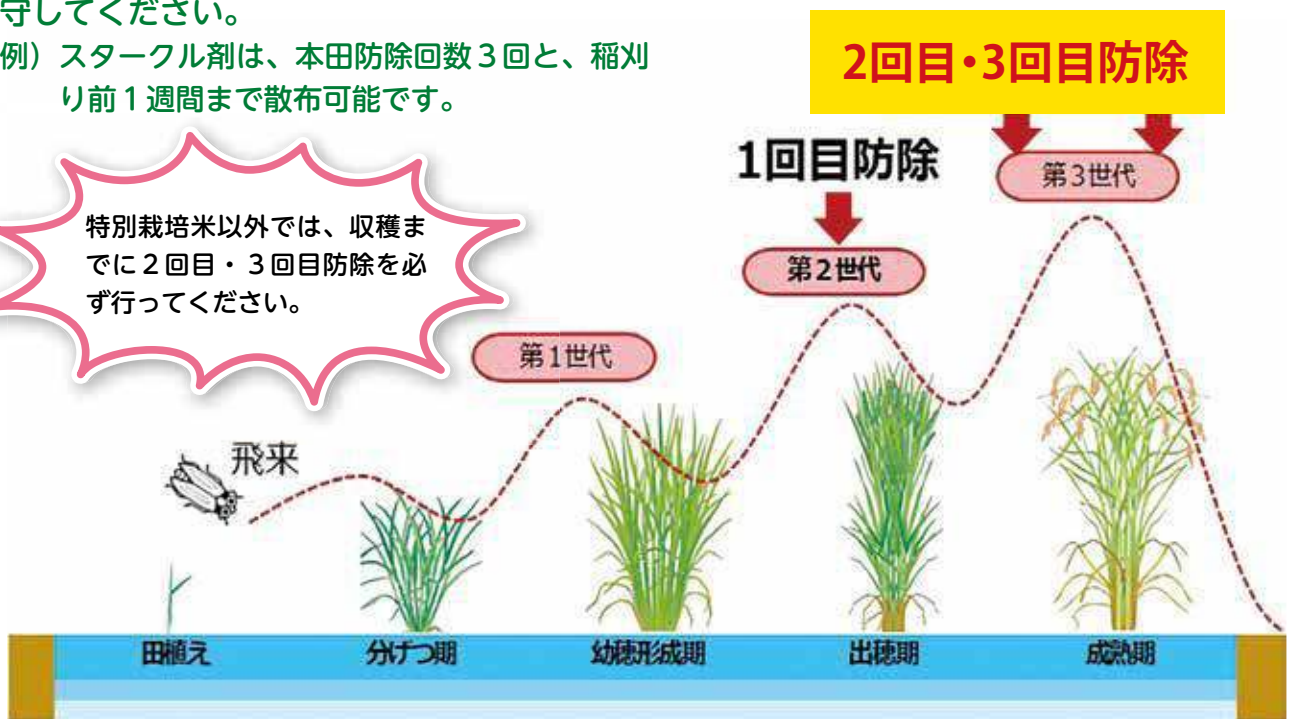 守してください。
例）スタークル剤は、本田防除回数３回と、稲刈
り前１週間まで散布可能です。
2回目・3回目防除
1回目防除
第3世代
特別栽培米以外では、収穫ま
でに２回目・３回目防除を必
ず行ってください。
第2世代
第1世代
飛来
田植え
分げつ期
幼穂形成期
出穂期
成熟期